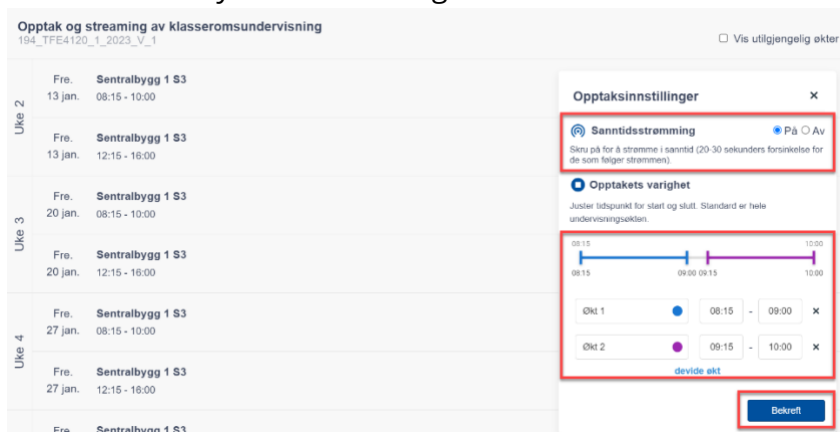 Opptak og streaming av klasseromsundervisning
194_TFE4120_1_2023_V_1
Vis utilgjengelig økter
Uke 2
Fre. Sentralbygg 1 S3
13 jan. 08:15 - 10:00
Fre. Sentralbygg 1 S3
13 jan. 12:15 - 16:00
Uke 3
Fre. Sentralbygg 1 S3
20 jan. 08:15 - 10:00
Fre. Sentralbygg 1 S3
20 jan. 12:15 - 16:00
Uke 4
Fre. Sentralbygg 1 S3
27 jan. 08:15 - 10:00
Fre. Sentralbygg 1 S3
27 jan. 12:15 - 16:00
Fre. Sentralbygg 1 S3
Opptaksinnstillinger ×
Sanntidsstrømming På Av
Skru på for å strømme i sanntid (20-30 sekunders forsinkelse for
de som følger strømmen).
Opptakets varighet
Juster tidspunkt for start og slutt. Standard er hele
undervisningsøkten.
08:15 10:00
08:15 09:00 09:15 10:00
Økt 1 08:15 - 09:00 ×
Økt 2 09:15 - 10:00 ×
devide økt
Bekreft